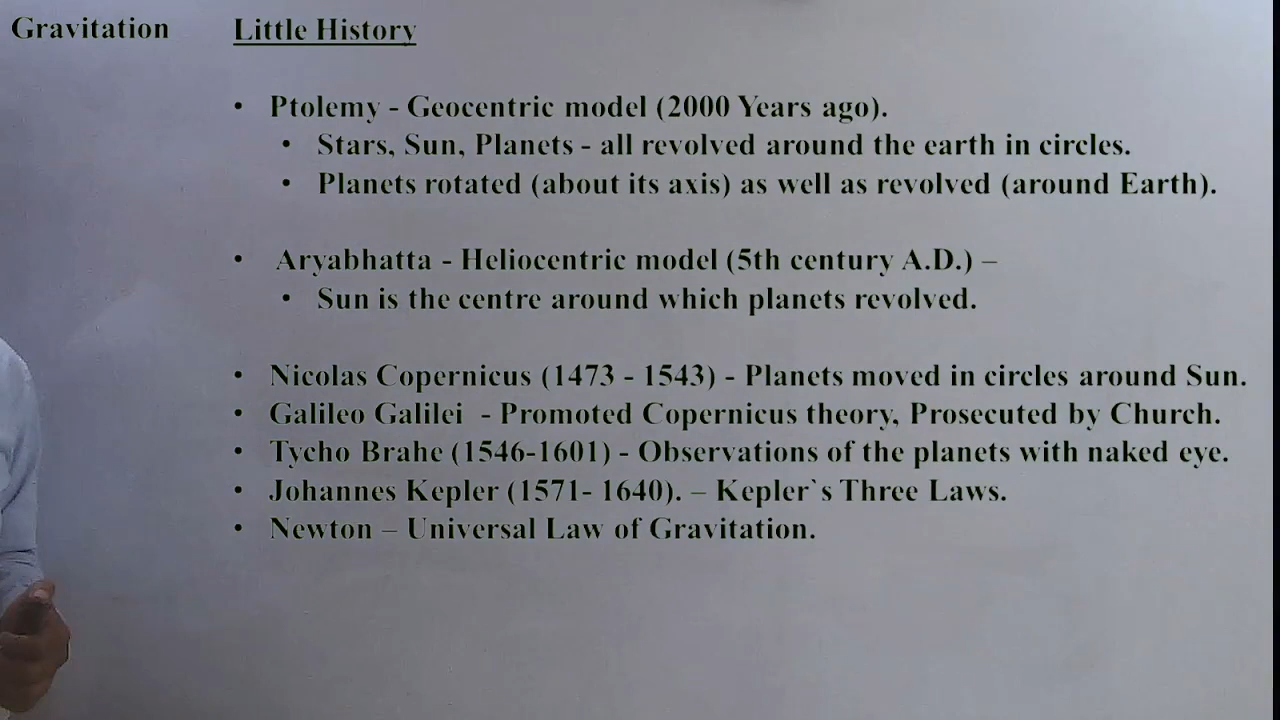 Gravitation Little History
• Ptolemy - Geocentric model (2000 Years ago).
• Stars, Sun, Planets - all revolved around the earth in circles.
• Planets rotated (about its axis) as well as revolved (around Earth).
• Aryabhatta - Heliocentric model (5th century A.D.) –
• Sun is the centre around which planets revolved.
• Nicolas Copernicus (1473 - 1543) - Planets moved in circles around Sun.
• Galileo Galilei - Promoted Copernicus theory, Prosecuted by Church.
• Tycho Brahe (1546-1601) - Observations of the planets with naked eye.
• Johannes Kepler (1571- 1640). – Kepler`s Three Laws.
• Newton – Universal Law of Gravitation.